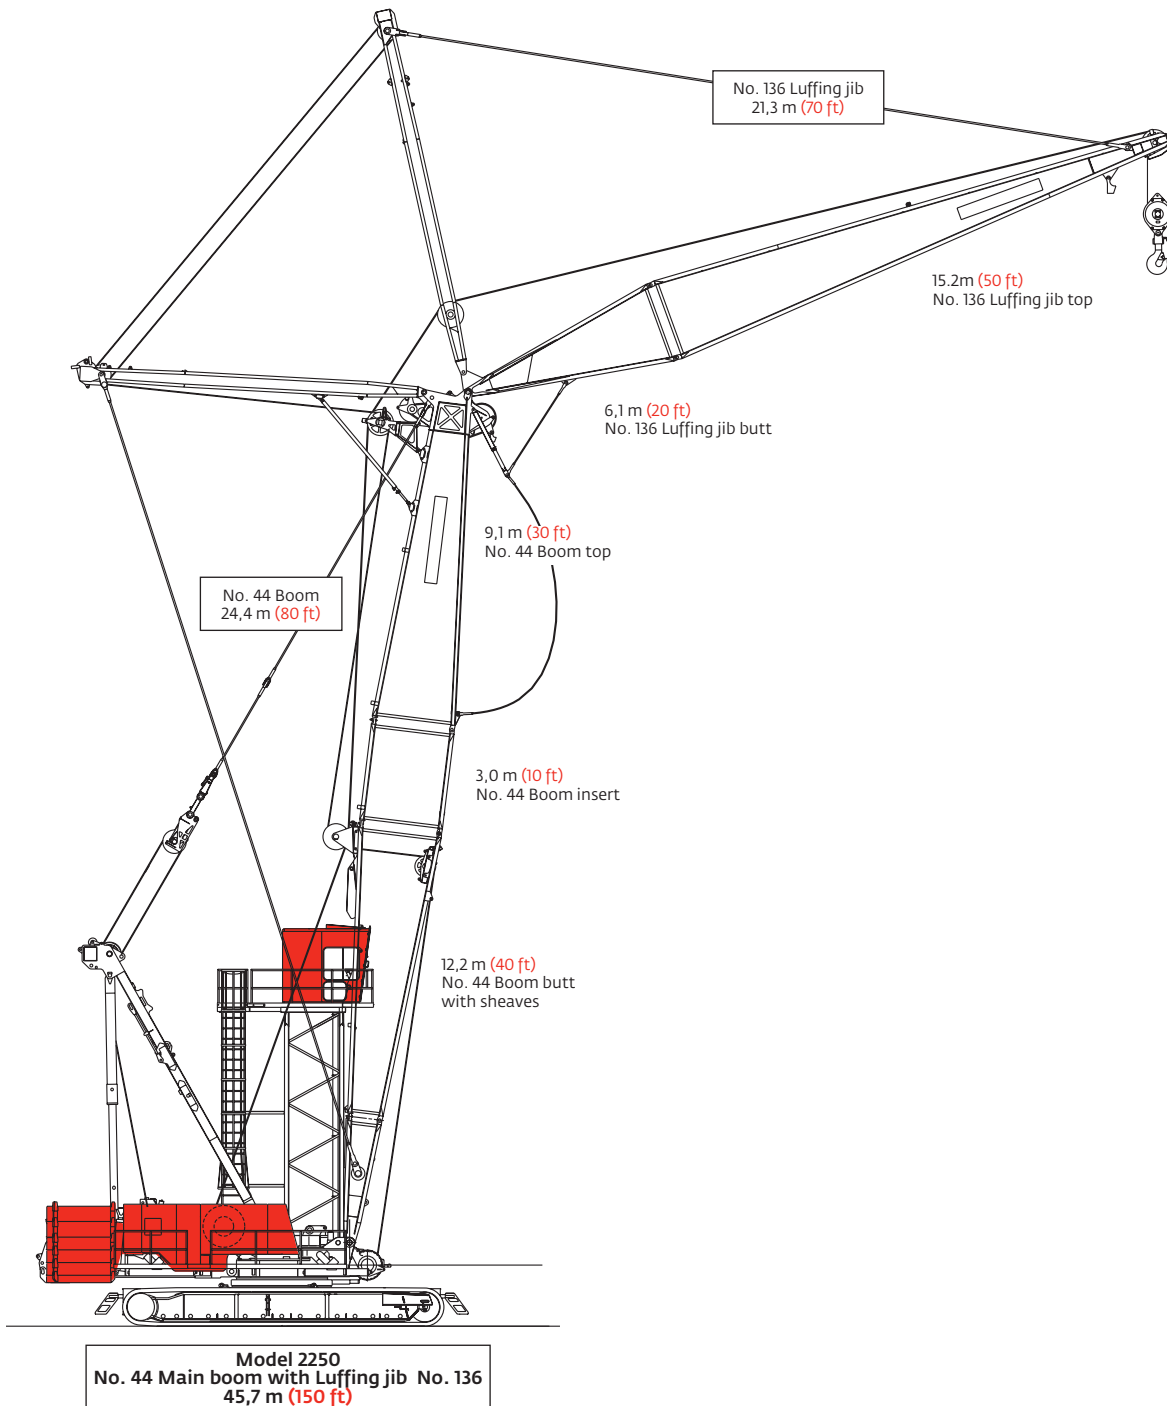 No. 136 Luffing jib
21,3 m (70 ft)
15.2m (50 ft)
No. 136 Luffing jib top
6,1 m (20 ft)
No. 136 Luffing jib butt
9,1 m (30 ft)
No. 44 Boom top
No. 44 Boom
24,4 m (80 ft)
3,0 m (10 ft)
No. 44 Boom insert
12,2 m (40 ft)
No. 44 Boom butt
with sheaves
Model 2250
No. 44 Main boom with Luffing jib No. 136
45,7 m (150 ft)